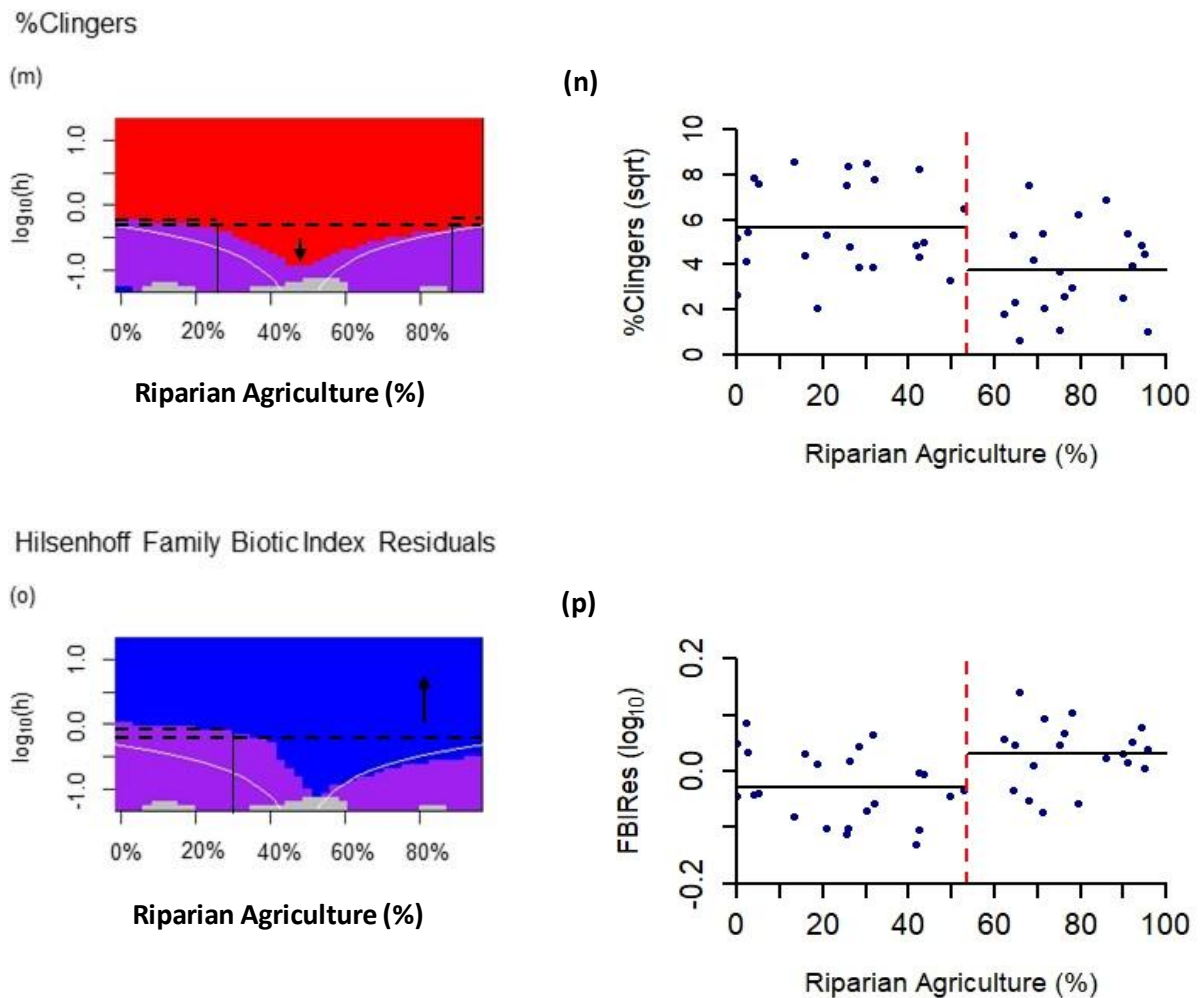 %Clingers
(m)
(n)
log10(h)
1.0
0.0
-1.0
0% 20% 40% 60% 80%
Riparian Agriculture (%)
%Clingers (sqrt)
10
8
6
4
2
0
0 20 40 60 80 100
Riparian Agriculture (%)
Hilsenhoff Family Biotic Index Residuals
(o)
(p)
log10(h)
1.0
0.0
-1.0
0% 20% 40% 60% 80%
Riparian Agriculture (%)
FBIRes (log10)
0.2
0.0
-0.2
0 20 40 60 80 100
Riparian Agriculture (%)